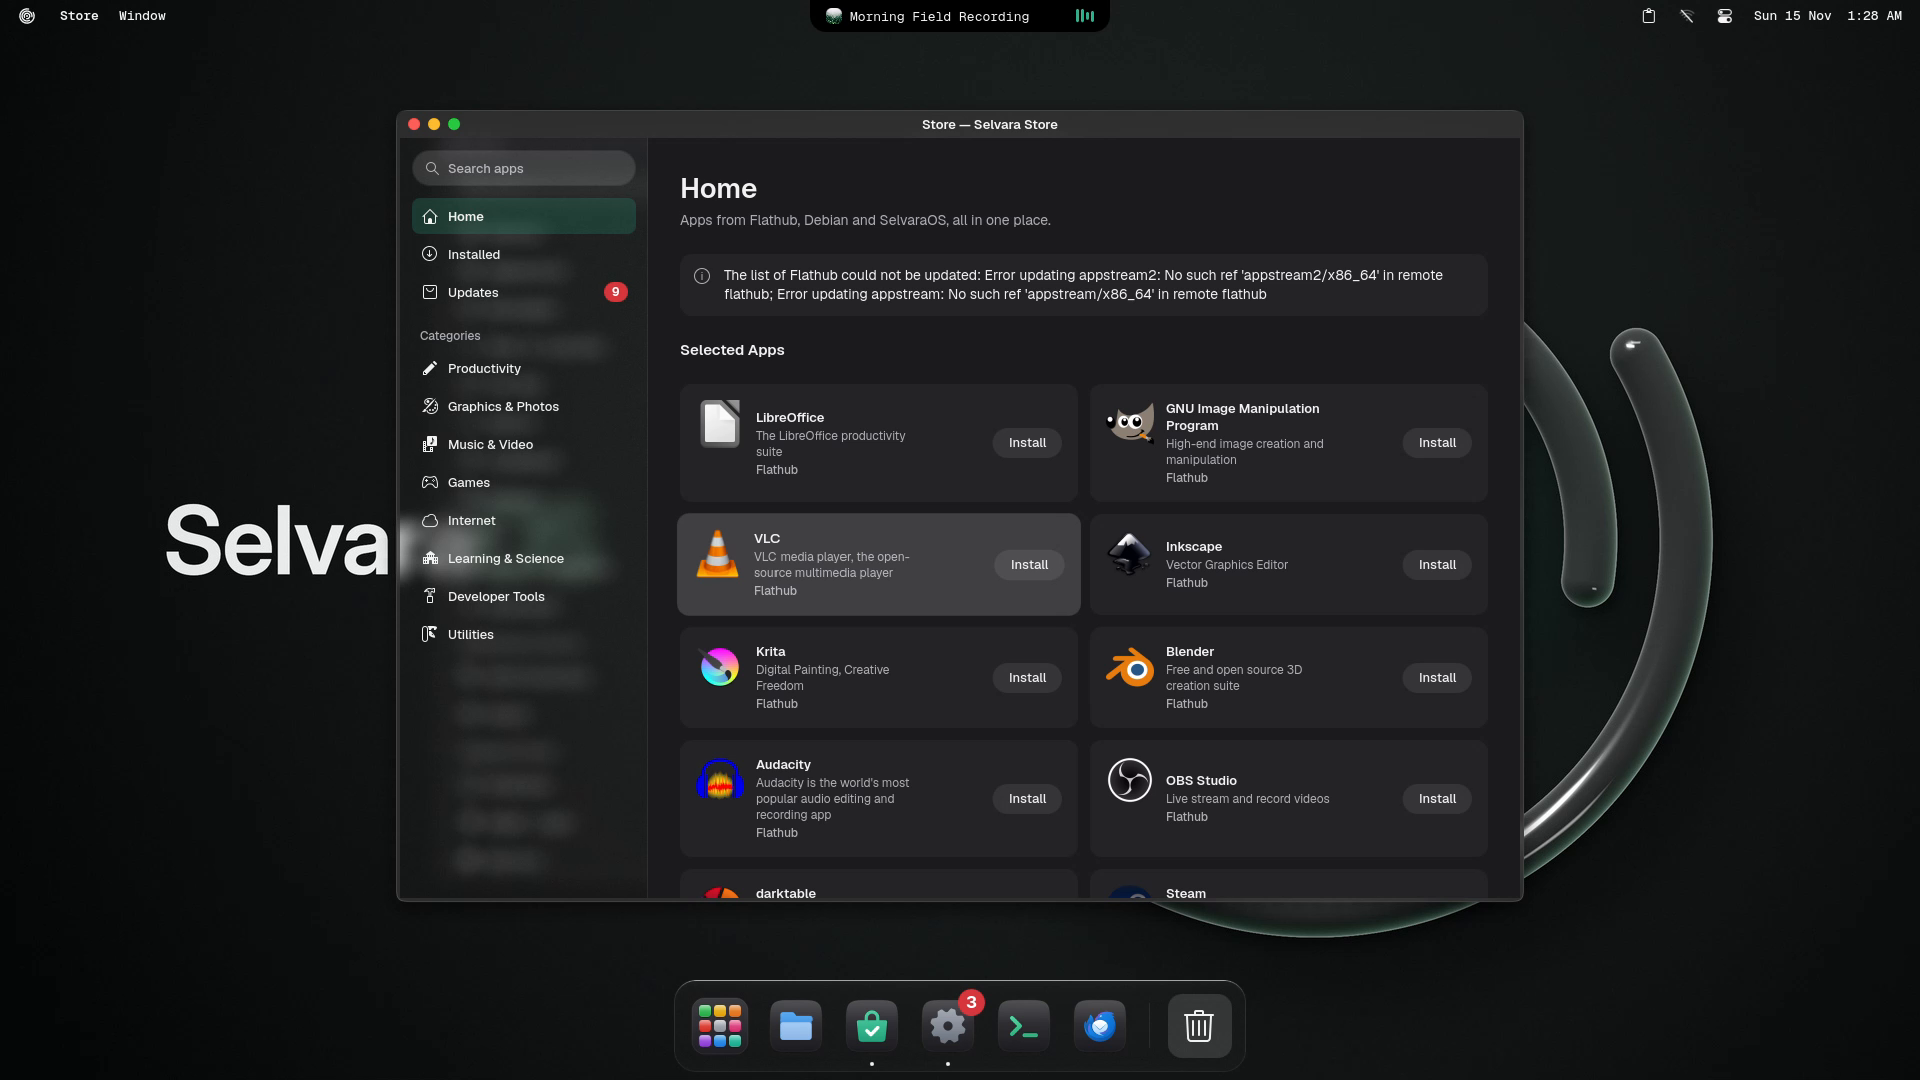 Store Window
Morning Field Recording
Sun 15 Nov 1:28 AM
Store — Selvara Store
Search apps
Home
Installed
Updates 9
Categories
Productivity
Graphics & Photos
Music & Video
Games
Internet
Learning & Science
Developer Tools
Utilities
Home
Apps from Flathub, Debian and SelvaraOS, all in one place.
The list of Flathub could not be updated: Error updating appstream2: No such ref 'appstream2/x86_64' in remote
flathub; Error updating appstream: No such ref 'appstream/x86_64' in remote flathub
Selected Apps
LibreOffice
The LibreOffice productivity
suite
Flathub
Install
GNU Image Manipulation
Program
High-end image creation and
manipulation
Flathub
Install
VLC
VLC media player, the open-
source multimedia player
Flathub
Install
Inkscape
Vector Graphics Editor
Flathub
Install
Krita
Digital Painting, Creative
Freedom
Flathub
Install
Blender
Free and open source 3D
creation suite
Flathub
Install
Audacity
Audacity is the world's most
popular audio editing and
recording app
Flathub
Install
OBS Studio
Live stream and record videos
Flathub
Install
darktable
Steam
Selva
3